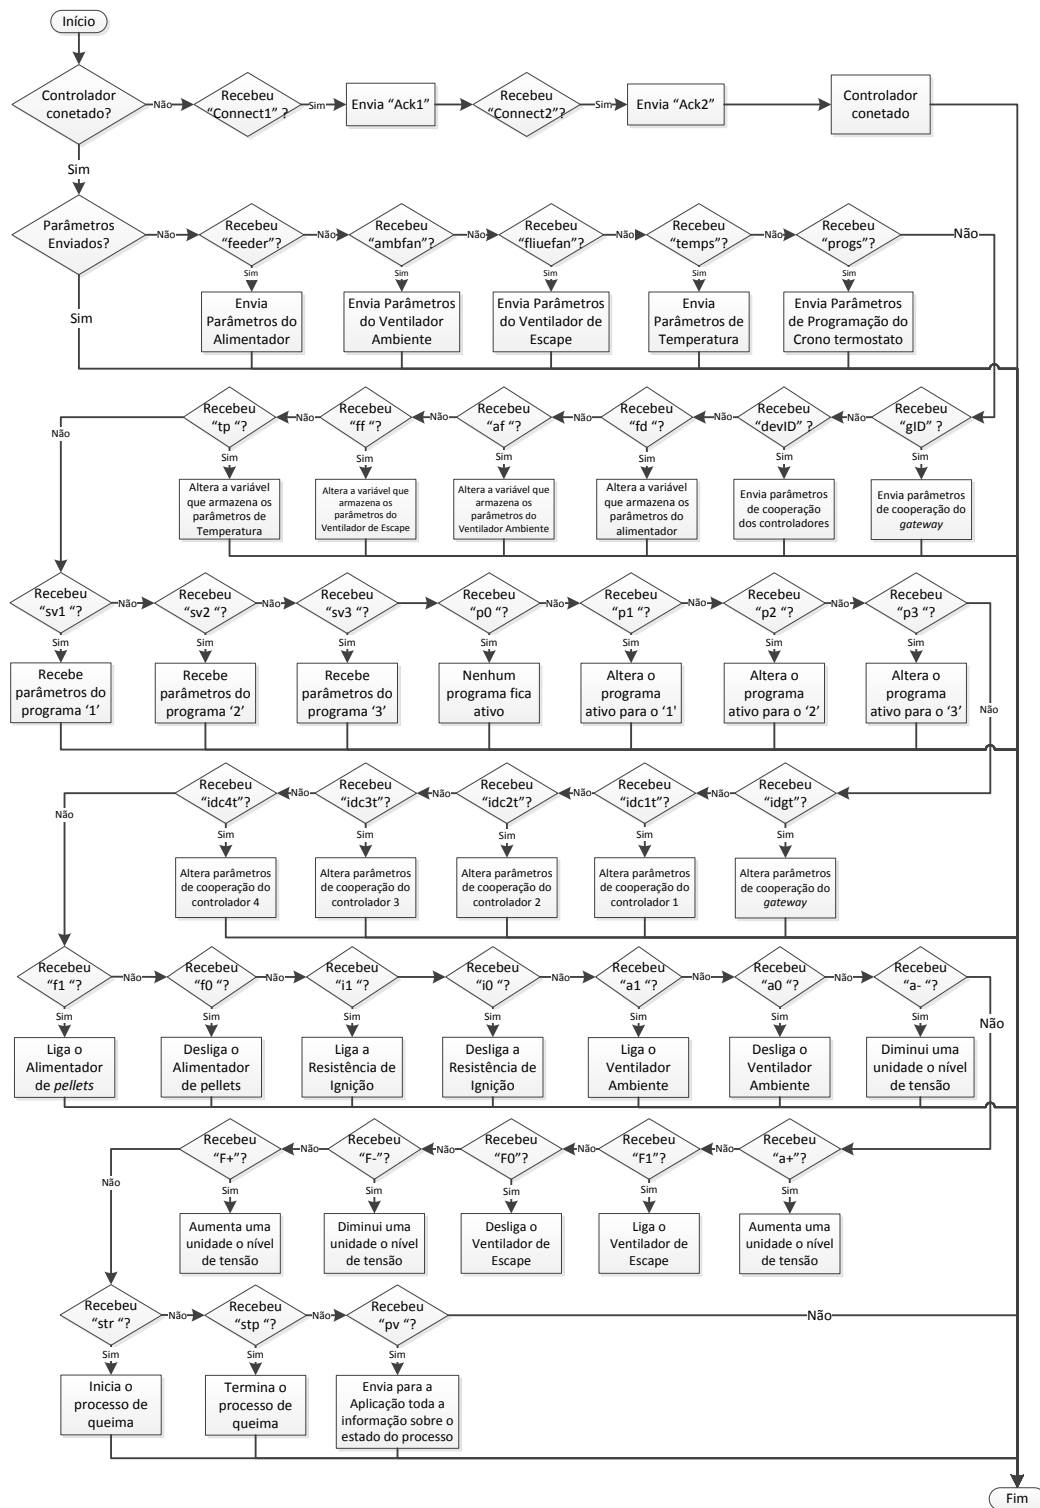 Início
Controlador
conetado?
Não
Recebeu
“Connect1” ?
Sim
Envia “Ack1”
Recebeu
“Connect2”?
Sim
Envia “Ack2”
Controlador
conetado
Sim
Parâmetros
Enviados?
Não
Recebeu
“feeder”?
Não
Recebeu
“ambfan”?
Não
Recebeu
“fliuefan”?
Não
Recebeu
“temps”?
Não
Recebeu
“progs”?
Não
Sim
Sim
Sim
Sim
Sim
Sim
Envia
Parâmetros do
Alimentador
Envia Parâmetros
do Ventilador
Ambiente
Envia Parâmetros
do Ventilador de
Escape
Envia
Parâmetros de
Temperatura
Envia Parâmetros
de Programação do
Crono termostato
Não
Recebeu
“tp “?
Não
Recebeu
“ff “?
Não
Recebeu
“af “?
Não
Recebeu
“fd “?
Não
Recebeu
“devID” ?
Não
Recebeu
“gID” ?
Sim
Sim
Sim
Sim
Sim
Sim
Altera a variável
que armazena os
parâmetros de
Temperatura
Altera a variável que
armazena os
parâmetros do
Ventilador de Escape
Altera a variável que
armazena os
parâmetros do
Ventilador Ambiente
Altera a variável
que armazena os
parâmetros do
alimentador
Envia parâmetros
de cooperação
dos controladores
Envia parâmetros
de cooperação do
gateway
Recebeu
“sv1 “?
Não
Recebeu
“sv2 “?
Não
Recebeu
“sv3 “?
Recebeu
“p0 “?
Não
Recebeu
“p1 “?
Não
Recebeu
“p2 “?
Não
Recebeu
“p3 “?
Não
Sim
Sim
Sim
Sim
Sim
Sim
Sim
Recebe
parâmetros do
programa ‘1’
Recebe
parâmetros do
programa ‘2’
Recebe
parâmetros do
programa ‘3’
Nenhum
programa fica
ativo
Altera o
programa
ativo para o ‘1'
Altera o
programa
ativo para o ‘2’
Altera o
programa
ativo para o ‘3’
Não
Recebeu
“idc4t”?
Não
Recebeu
“idc3t”?
Não
Recebeu
“idc2t”?
Não
Recebeu
“idc1t”?
Não
Recebeu
“idgt”?
Sim
Sim
Sim
Sim
Sim
Altera parâmetros
de cooperação do
controlador 4
Altera parâmetros
de cooperação do
controlador 3
Altera parâmetros
de cooperação do
controlador 2
Altera parâmetros
de cooperação do
controlador 1
Altera parâmetros
de cooperação do
gateway
Recebeu
“f1 “?
Não
Recebeu
“f0 “?
Não
Recebeu
“i1 “?
Recebeu
“i0 “?
Não
Recebeu
“a1 “?
Não
Recebeu
“a0 “?
Não
Recebeu
“a- “?
Não
Sim
Sim
Sim
Sim
Sim
Sim
Sim
Liga o
Alimentador
de pellets
Desliga o
Alimentador
de pellets
Liga a
Resistência de
Ignição
Desliga a
Resistência de
Ignição
Liga o
Ventilador
Ambiente
Desliga o
Ventilador
Ambiente
Diminui uma
unidade o nível
de tensão
Não
Recebeu
“F+”?
Não
Recebeu
“F-”?
Não
Recebeu
“F0”?
Não
Recebeu
“F1”?
Não
Recebeu
“a+”?
Sim
Sim
Sim
Sim
Sim
Aumenta uma
unidade o nível
de tensão
Diminui uma
unidade o nível
de tensão
Desliga o
Ventilador de
Escape
Liga o
Ventilador de
Escape
Aumenta uma
unidade o nível
de tensão
Recebeu
“str “?
Não
Recebeu
“stp “?
Não
Recebeu
“pv “?
Não
Sim
Sim
Sim
Inicia o
processo de
queima
Termina o
processo de
queima
Envia para a
Aplicação toda a
informação sobre o
estado do processo
Fim